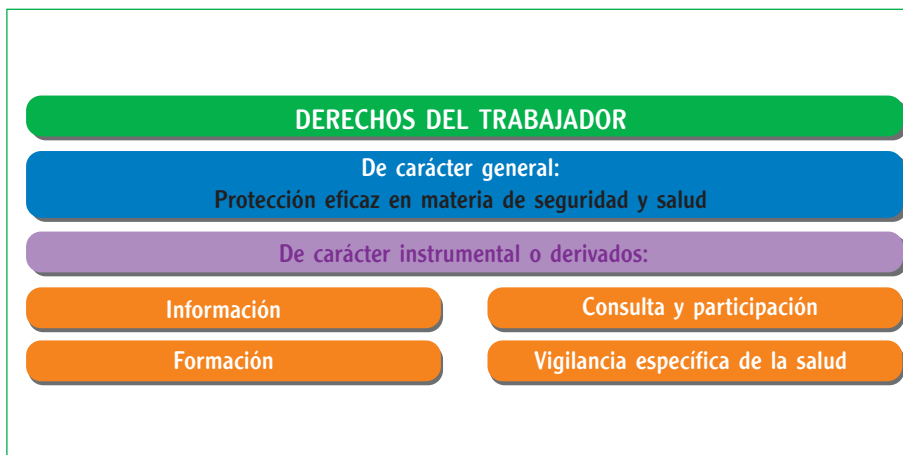 DERECHOS DEL TRABAJADOR
De carácter general:
Protección eficaz en materia de seguridad y salud
De carácter instrumental o derivados:
Información
Consulta y participación
Formación
Vigilancia específica de la salud